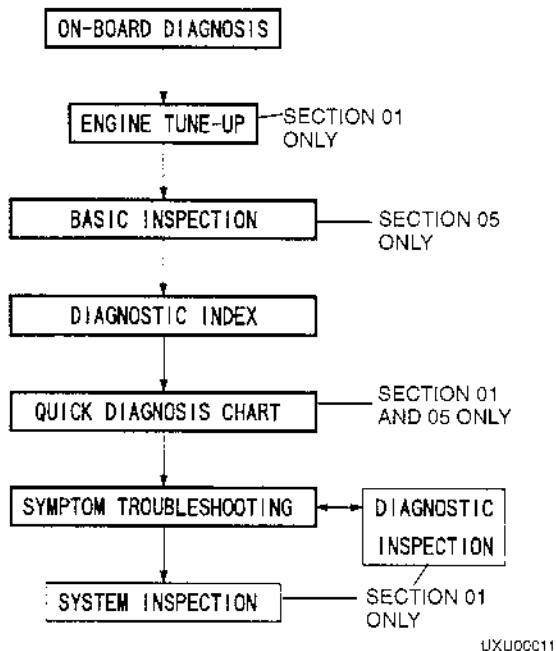 ON-BOARD DIAGNOSIS
ENGINE TUNE-UP
SECTION 01
ONLY
BASIC INSPECTION
SECTION 05
ONLY
DIAGNOSTIC INDEX
QUICK DIAGNOSIS CHART
SECTION 01
AND 05 ONLY
SYMPTOM TROUBLESHOOTING
DIAGNOSTIC
INSPECTION
SYSTEM INSPECTION
SECTION 01
ONLY